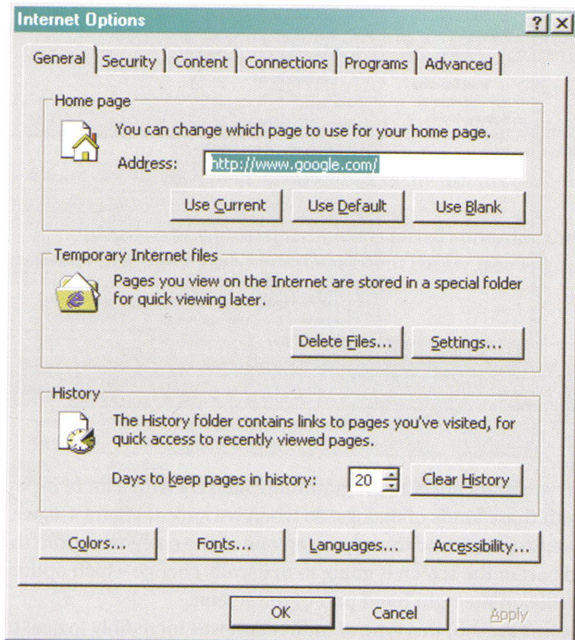 Internet Options
? X
General Security Content Connections Programs Advanced
Home page
You can change which page to use for your home page.
Address: http://www.google.com/
Use Current Use Default Use Blank
Temporary Internet files
Pages you view on the Internet are stored in a special folder
for quick viewing later.
Delete Files... Settings...
History
The History folder contains links to pages you've visited, for
quick access to recently viewed pages.
Days to keep pages in history: 20 Clear History
Colors... Fonts... Languages... Accessibility...
OK Cancel Apply